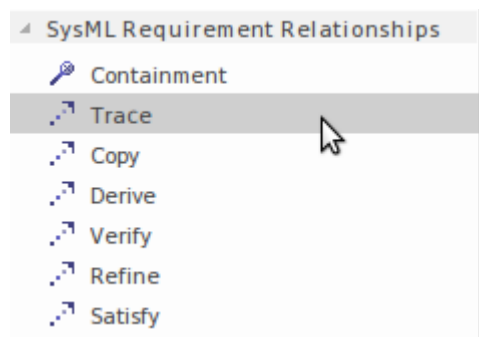 SysML Requirement Relationships
Containment
Trace
Copy
Derive
Verify
Refine
Satisfy